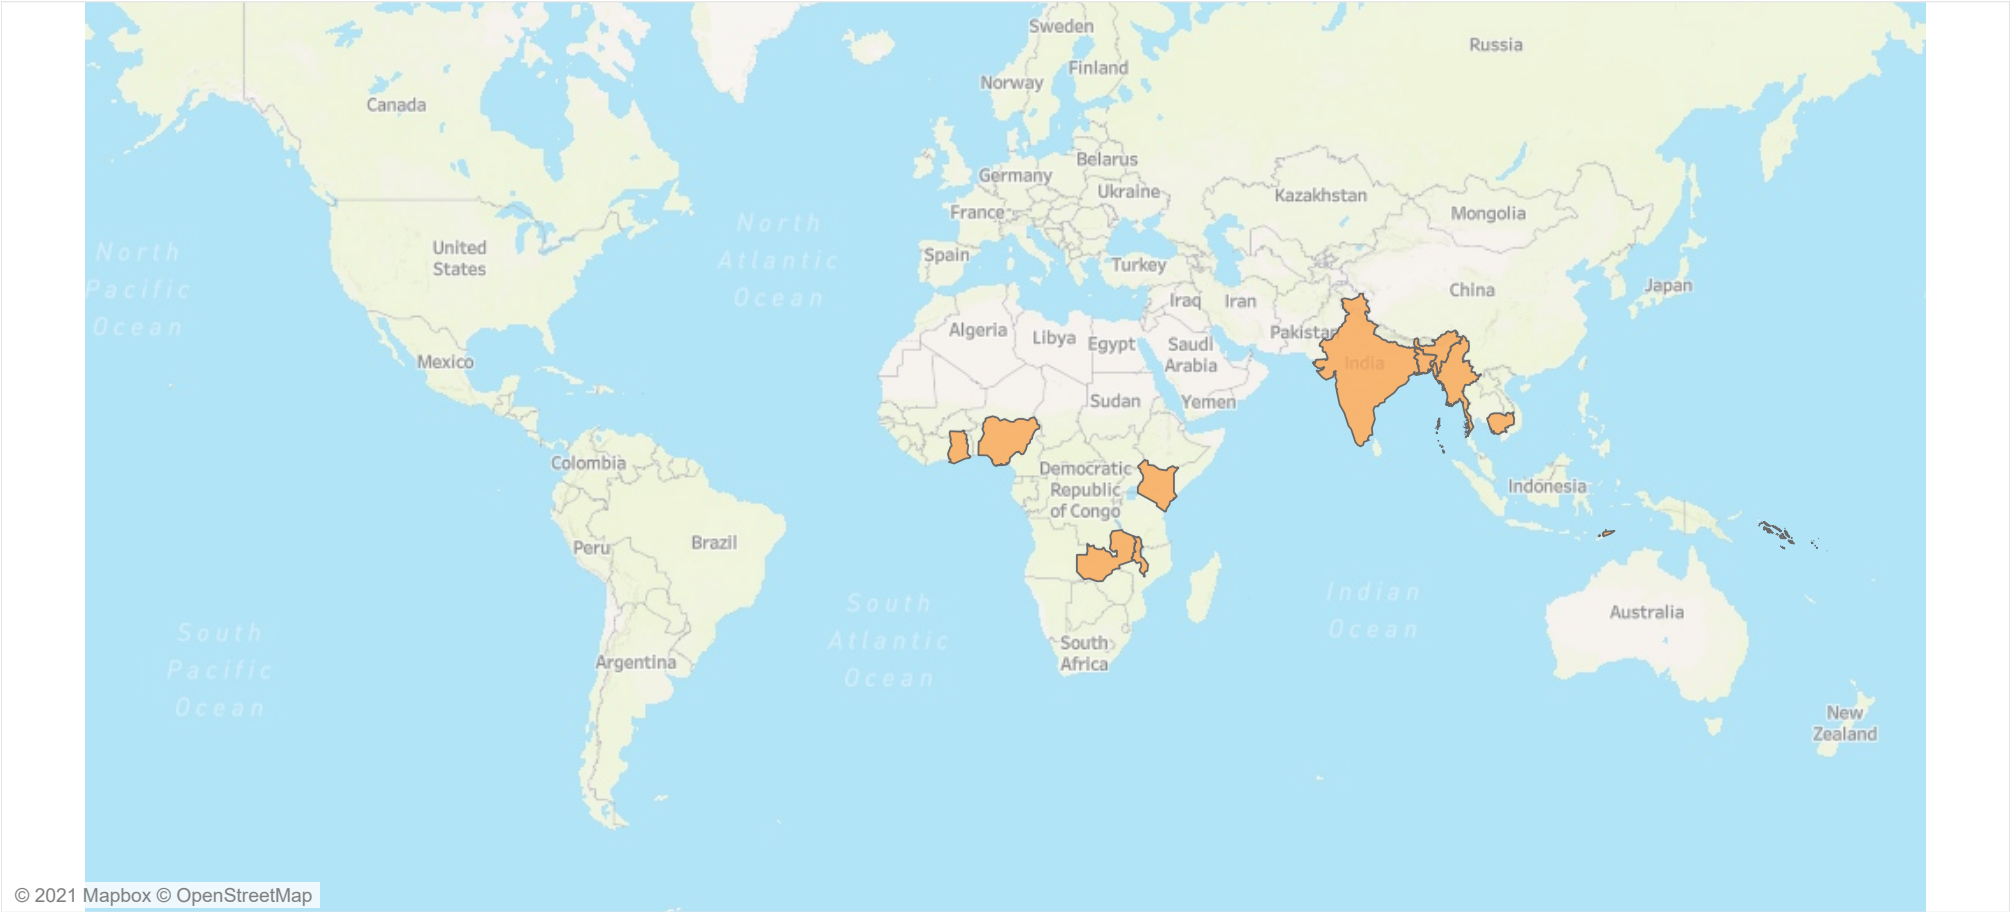 Sweden
Russia
Finland
Norway
Canada
Belarus
Germany
Ukraine
Kazakhstan
France
Mongolia
North
Atlantic
Ocean
North
Pacific
Ocean
United
States
Spain
Turkey
China
Japan
Iraq
Iran
Algeria
Libya
Egypt
Pakistan
Saudi
Arabia
India
Mexico
Sudan
Yemen
Colombia
Democratic
Republic
of Congo
Indonesia
Peru
Brazil
Indian
Ocean
South
Atlantic
Ocean
Australia
South
Pacific
Ocean
South
Africa
Argentina
New
Zealand
© 2021 Mapbox © OpenStreetMap